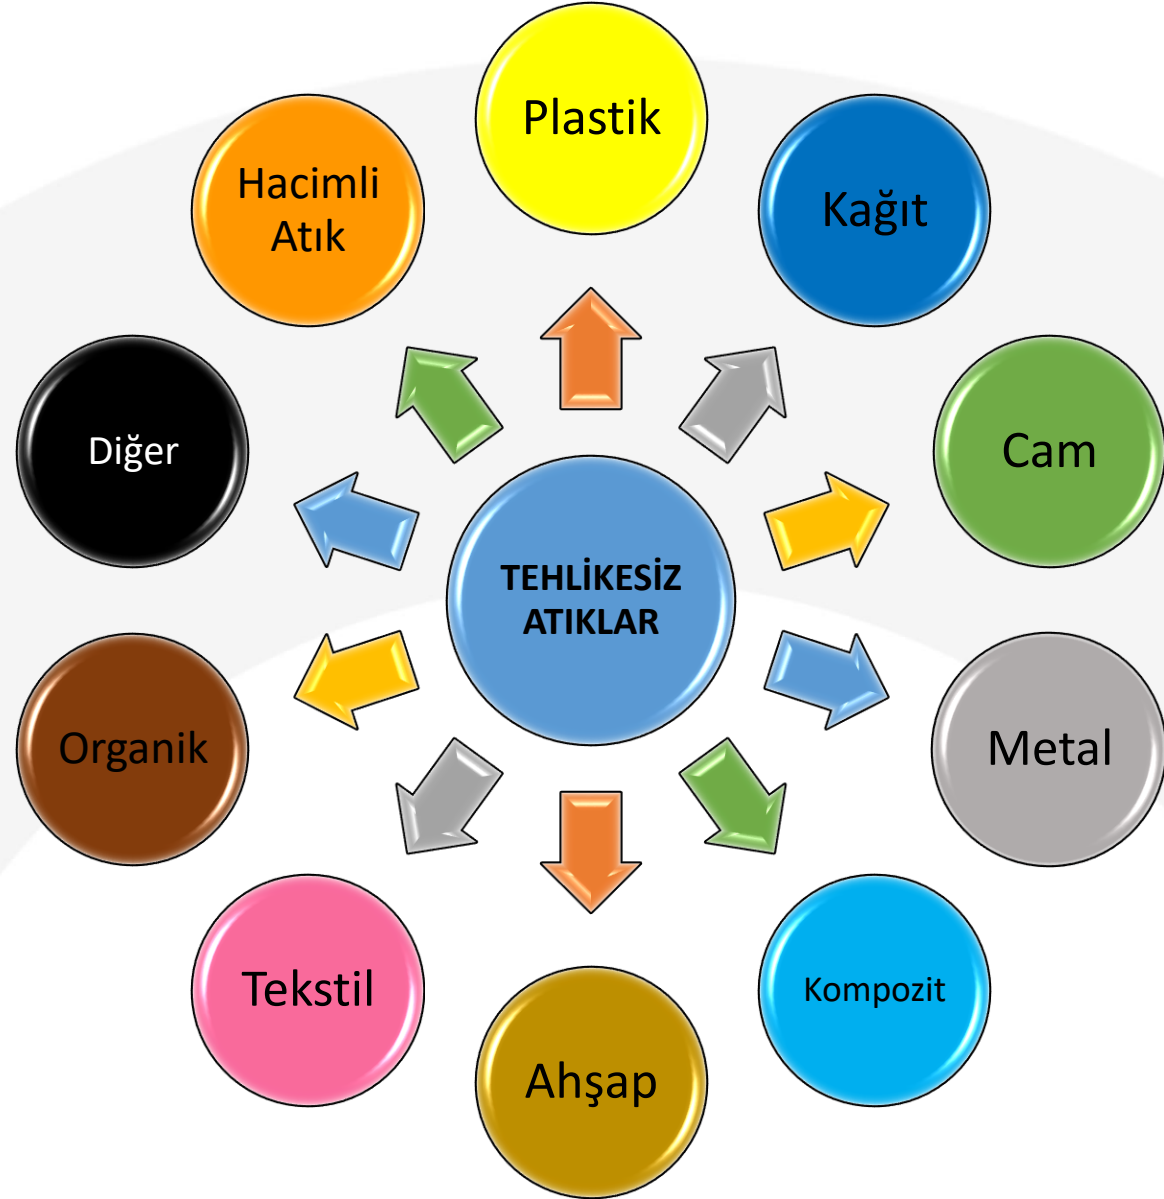 Plastik
Kağıt
Cam
Metal
Kompozit
Ahşap
Tekstil
Organik
Diğer
Hacimli
Atık
TEHLİKESİZ
ATIKLAR